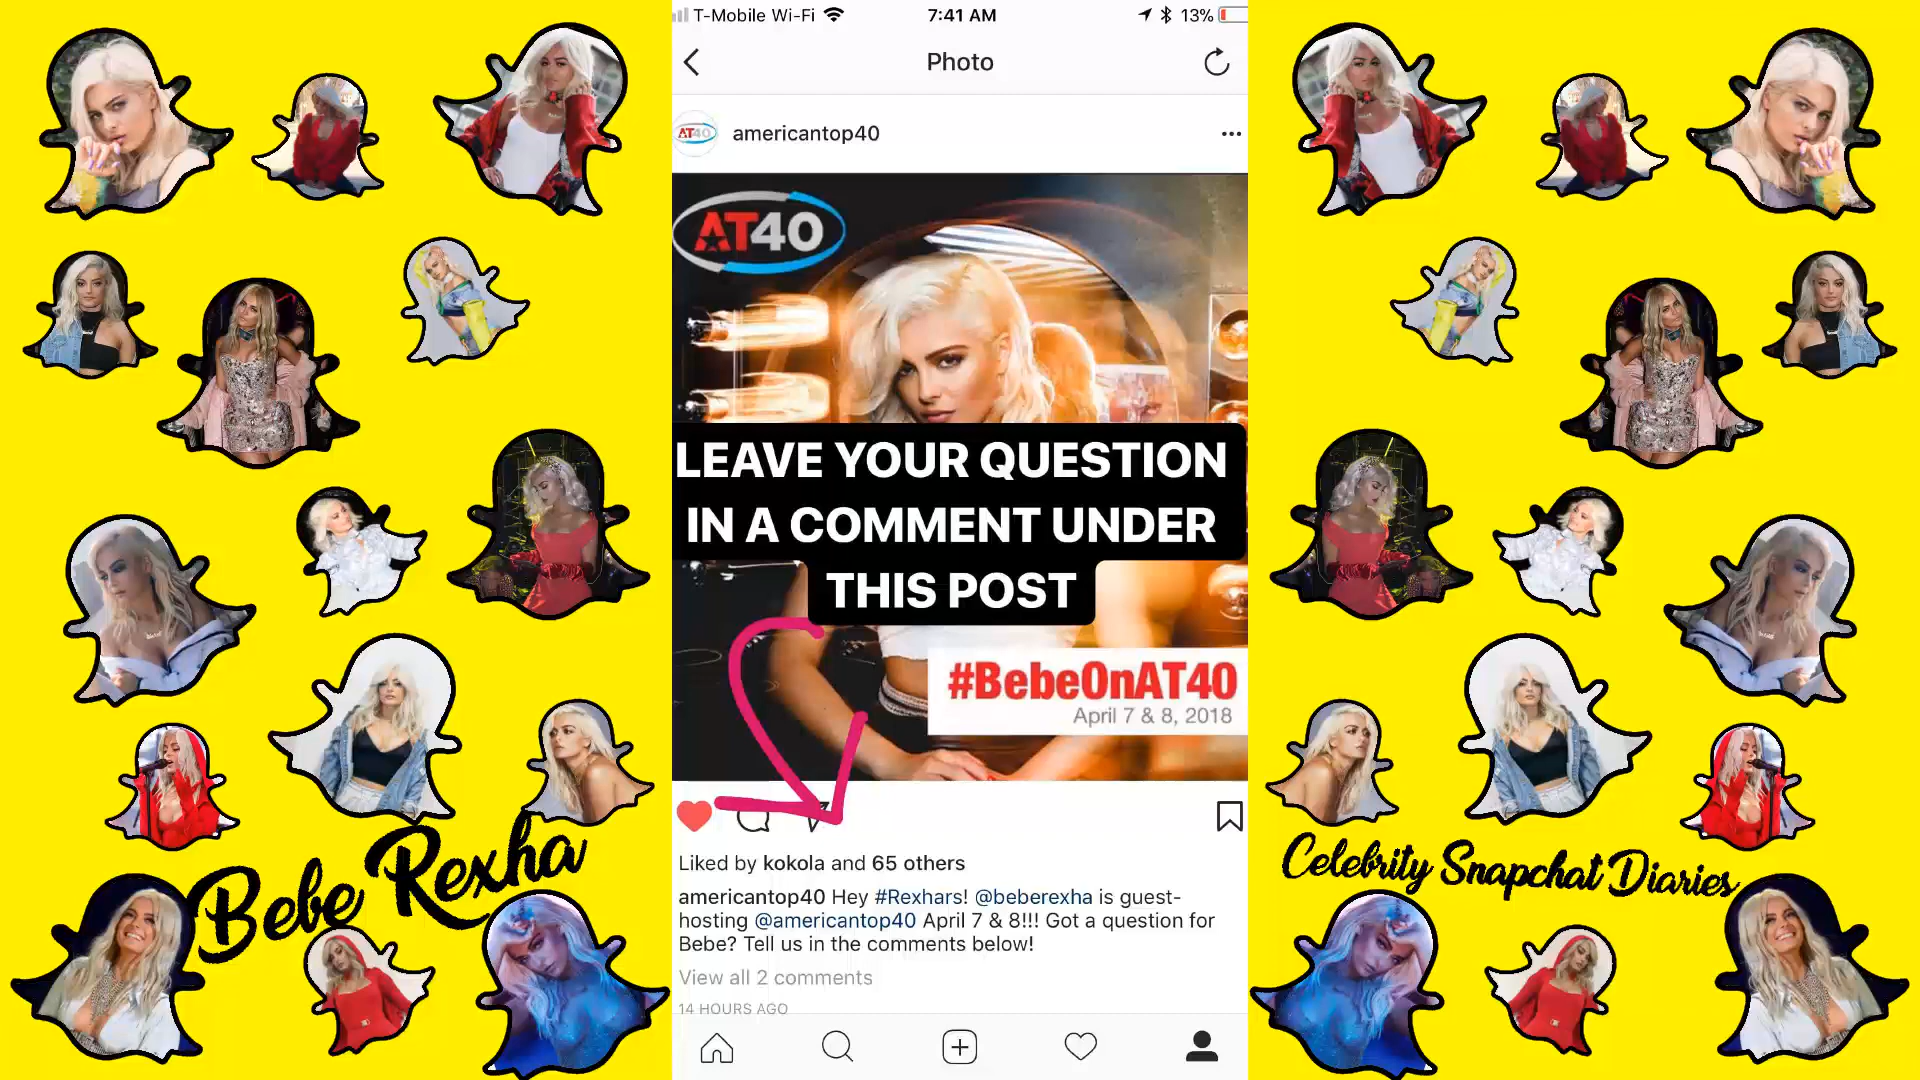 T-Mobile Wi-Fi 7:41 AM 13%
Photo
AT40 americantop40
AT40
LEAVE YOUR QUESTION
IN A COMMENT UNDER
THIS POST
#BebeOnAT40
April 7 & 8, 2018
Liked by kokola and 65 others
americantop40 Hey #Rexhars! @beberexha is guest-
hosting @americantop40 April 7 & 8!!! Got a question for
Bebe? Tell us in the comments below!
View all 2 comments
14 HOURS AGO
Bebe Rexha
Celebrity Snapchat Diaries